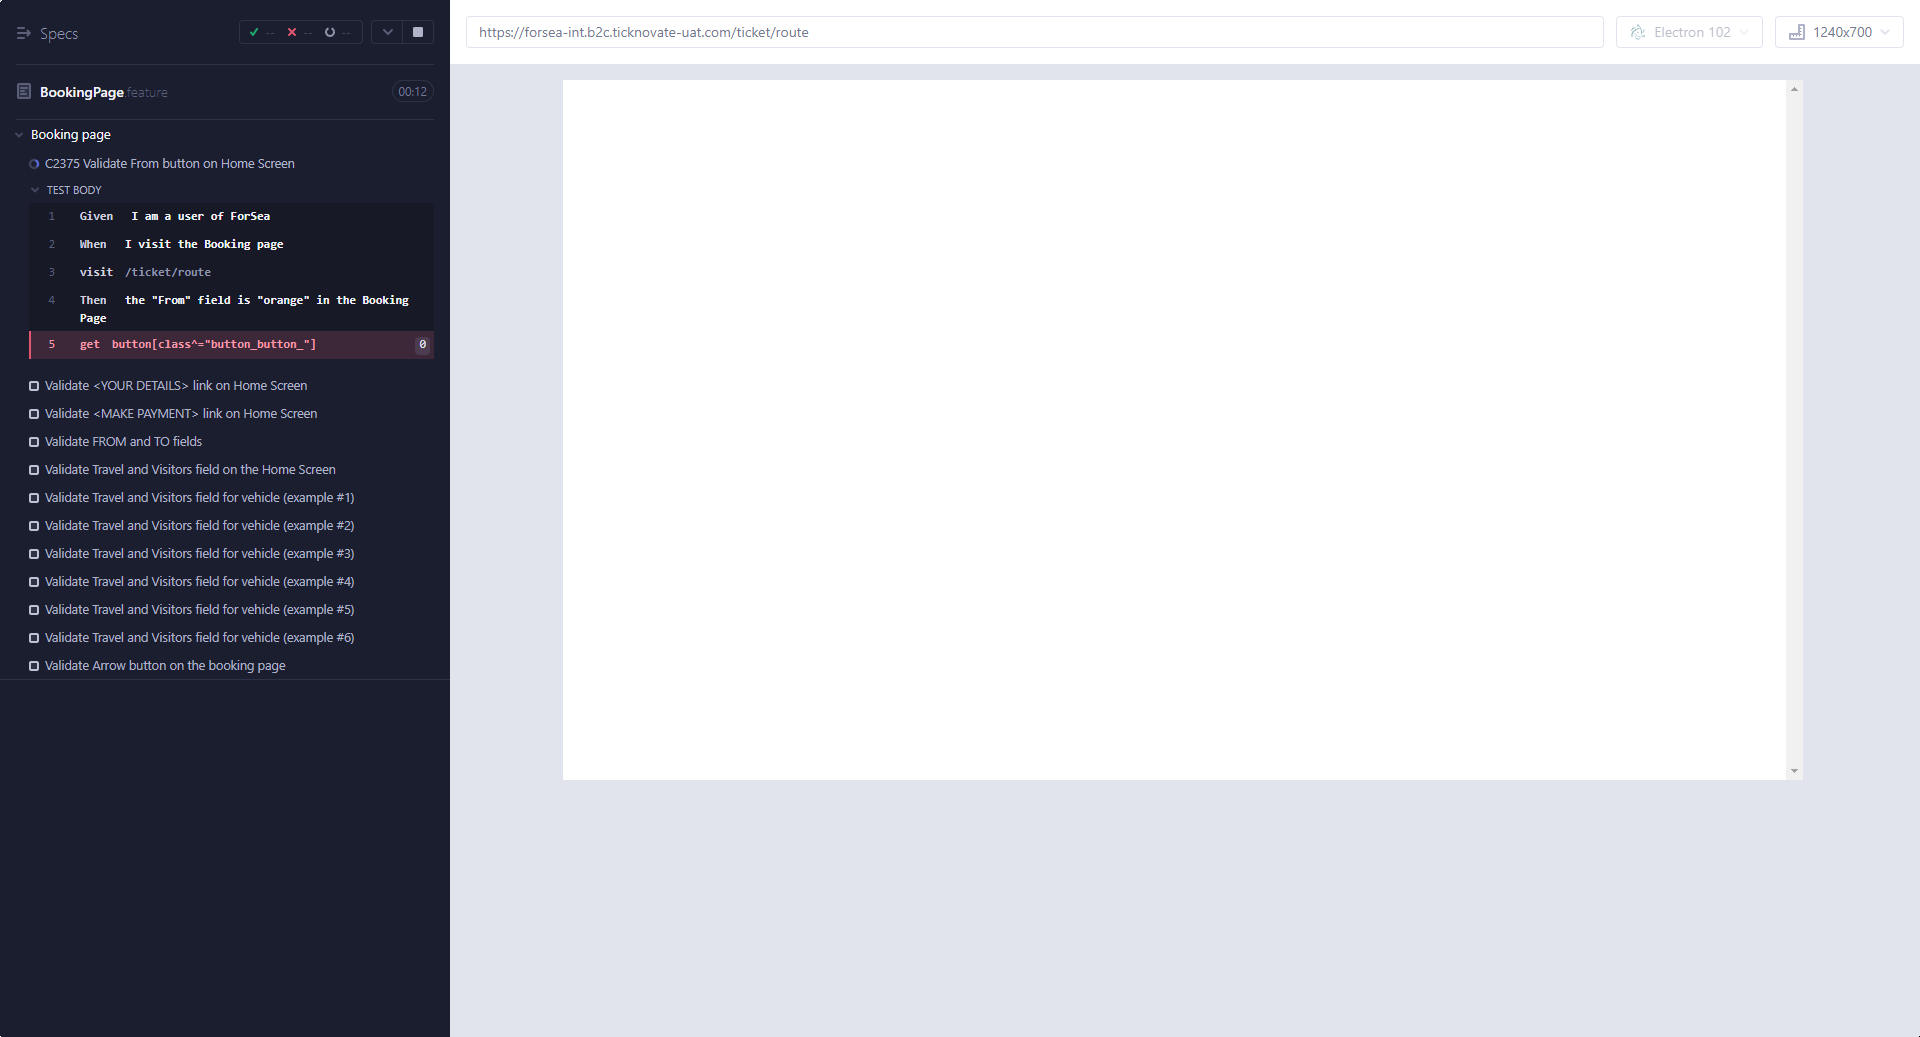 Specs
-- -- --
https://forsea-int.b2c.ticknovate-uat.com/ticket/route
Electron 102
1240x700
BookingPage.feature
00:12
Booking page
C2375 Validate From button on Home Screen
TEST BODY
1 Given I am a user of ForSea
2 When I visit the Booking page
3 visit /ticket/route
4 Then the "From" field is "orange" in the Booking
Page
5 get button[class^="button_button_"] 0
Validate <YOUR DETAILS> link on Home Screen
Validate <MAKE PAYMENT> link on Home Screen
Validate FROM and TO fields
Validate Travel and Visitors field on the Home Screen
Validate Travel and Visitors field for vehicle (example #1)
Validate Travel and Visitors field for vehicle (example #2)
Validate Travel and Visitors field for vehicle (example #3)
Validate Travel and Visitors field for vehicle (example #4)
Validate Travel and Visitors field for vehicle (example #5)
Validate Travel and Visitors field for vehicle (example #6)
Validate Arrow button on the booking page